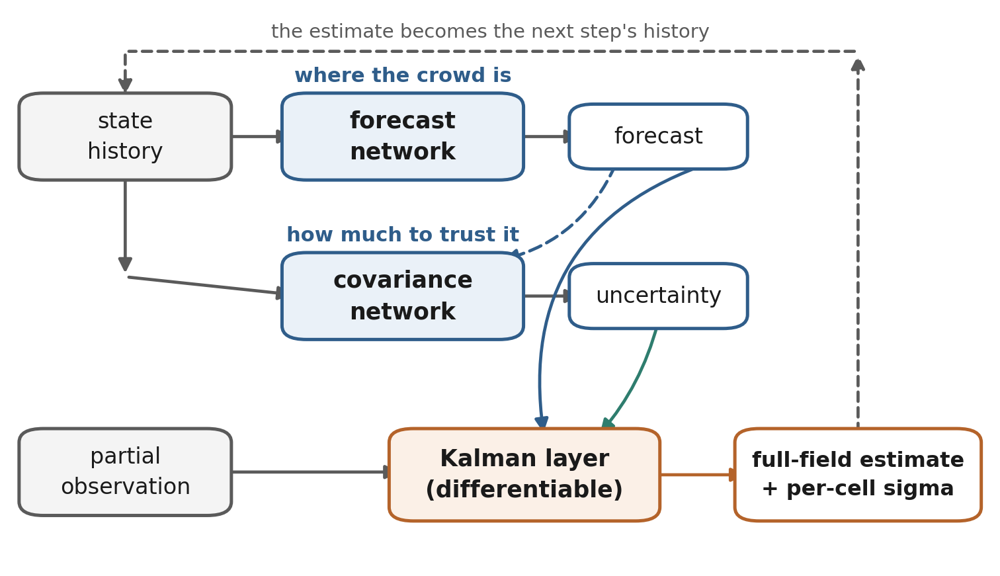 the estimate becomes the next step's history
where the crowd is
state
history
forecast
network
forecast
how much to trust it
covariance
network
uncertainty
partial
observation
Kalman layer
(differentiable)
full-field estimate
+ per-cell sigma